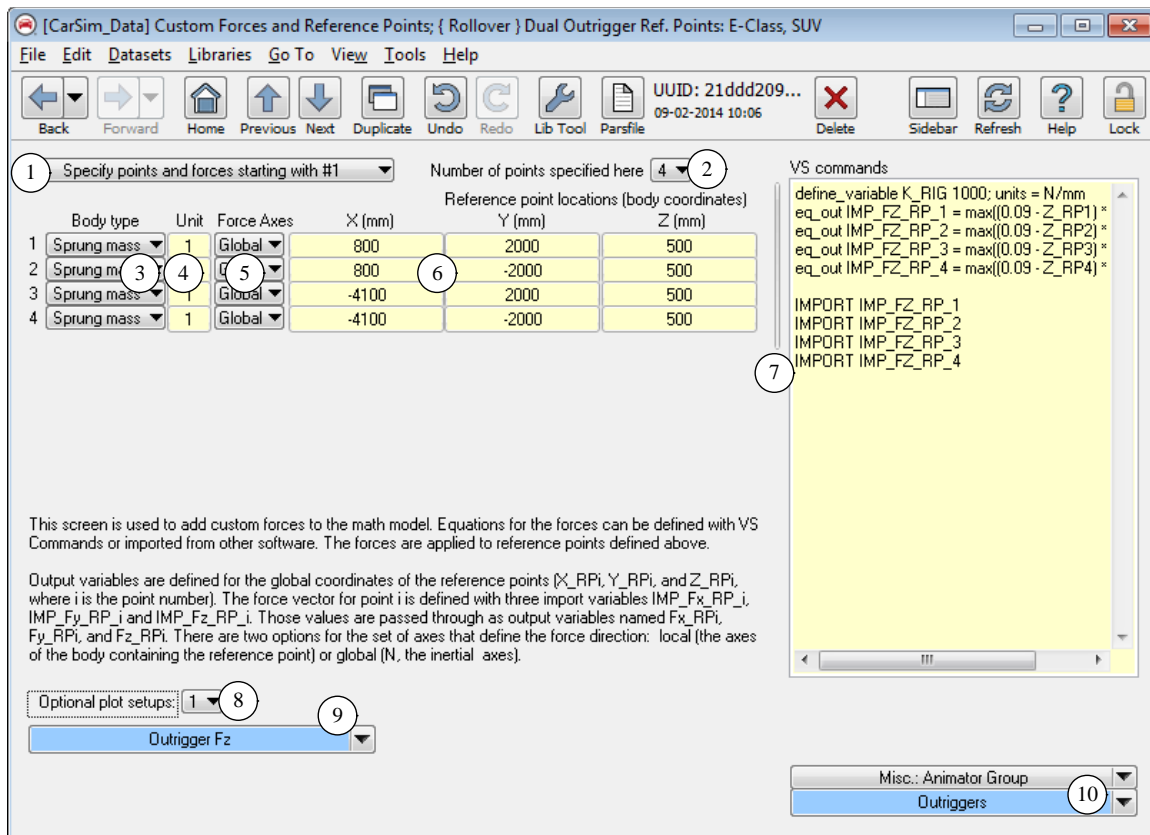 [CarSim_Data] Custom Forces and Reference Points; { Rollover } Dual Outrigger Ref. Points: E-Class, SUV
File Edit Datasets Libraries Go To View Tools Help
Back Forward Home Previous Next Duplicate Undo Redo Lib Tool Parsfile UUID: 21ddd209... 09-02-2014 10:06 Delete Sidebar Refresh Help Lock
1 Specify points and forces starting with #1 Number of points specified here 4 2 VS commands
Reference point locations (body coordinates)
Body type Unit Force Axes X (mm) Y (mm) Z (mm)
1 Sprung mass 1 Global 800 2000 500
2 Sprung 3 4 5 800 6 -2000 500
3 Sprung mass 1 Global -4100 2000 500
4 Sprung mass 1 Global -4100 -2000 500
define_variable K_RIG 1000; units = N/mm
eq_out IMP_FZ_RP_1 = max((0.09 - Z_RP1) *
eq_out IMP_FZ_RP_2 = max((0.09 - Z_RP2) *
eq_out IMP_FZ_RP_3 = max((0.09 - Z_RP3) *
eq_out IMP_FZ_RP_4 = max((0.09 - Z_RP4) *
IMPORT IMP_FZ_RP_1
IMPORT IMP_FZ_RP_2
IMPORT IMP_FZ_RP_3
IMPORT IMP_FZ_RP_4
7
This screen is used to add custom forces to the math model. Equations for the forces can be defined with VS
Commands or imported from other software. The forces are applied to reference points defined above.
Output variables are defined for the global coordinates of the reference points (X_RPi, Y_RPi, and Z_RPi,
where i is the point number). The force vector for point i is defined with three import variables IMP_Fx_RP_i,
IMP_Fy_RP_i and IMP_Fz_RP_i. Those values are passed through as output variables named Fx_RPi,
Fy_RPi, and Fz_RPi. There are two options for the set of axes that define the force direction: local (the axes
of the body containing the reference point) or global (N, the inertial axes).
Optional plot setups: 1 8
9
Outrigger Fz
Misc.: Animator Group
Outriggers 10